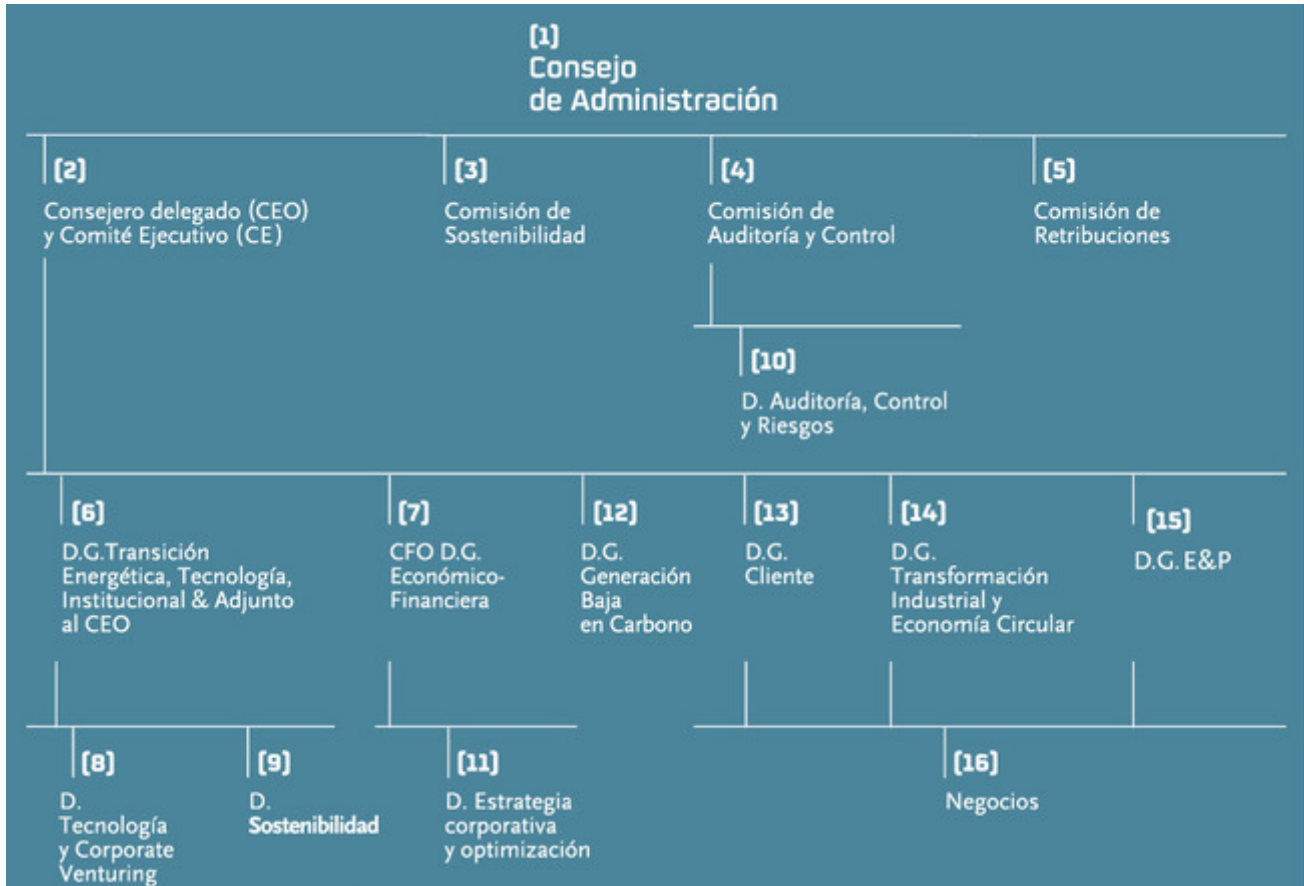 [1]
Consejo
de Administración
[2]
Consejero delegado (CEO)
y Comité Ejecutivo (CE)
[3]
Comisión de
Sostenibilidad
[4]
Comisión de
Auditoría y Control
[5]
Comisión de
Retribuciones
[10]
D. Auditoría, Control
y Riesgos
[6]
D.G.Transición
Energética, Tecnología,
Institucional & Adjunto
al CEO
[7]
CFO D.G.
Económico-
Financiera
[12]
D.G.
Generación
Baja
en Carbono
[13]
D.G.
Cliente
[14]
D.G.
Transformación
Industrial y
Economía Circular
[15]
D.G. E&P
[8]
D.
Tecnología
y Corporate
Venturing
[9]
D.
Sostenibilidad
[11]
D. Estrategia
corporativa
y optimización
[16]
Negocios